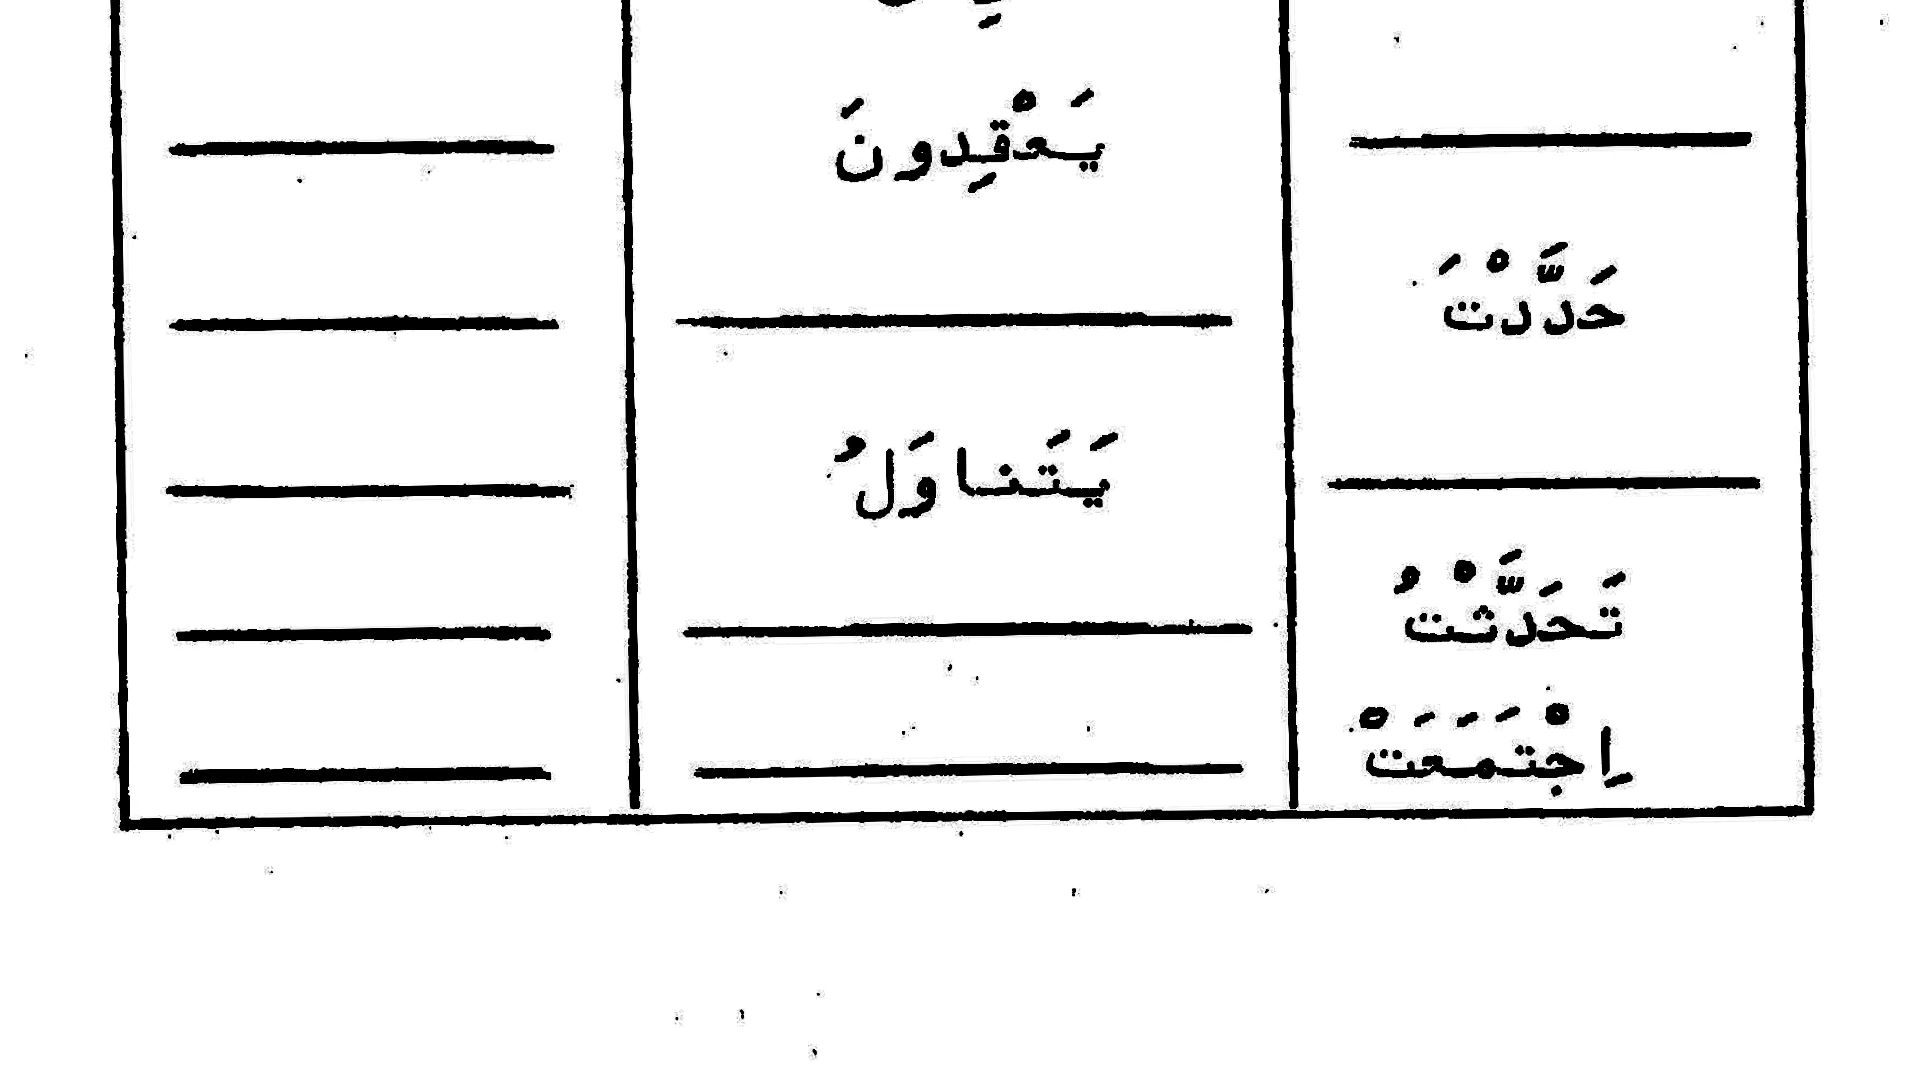 يَعْقِدونَ
حَدَّدْتَ
يَتَناوَلُ
تَحَدَّثْتُ
اِجْتَمَعَتْ